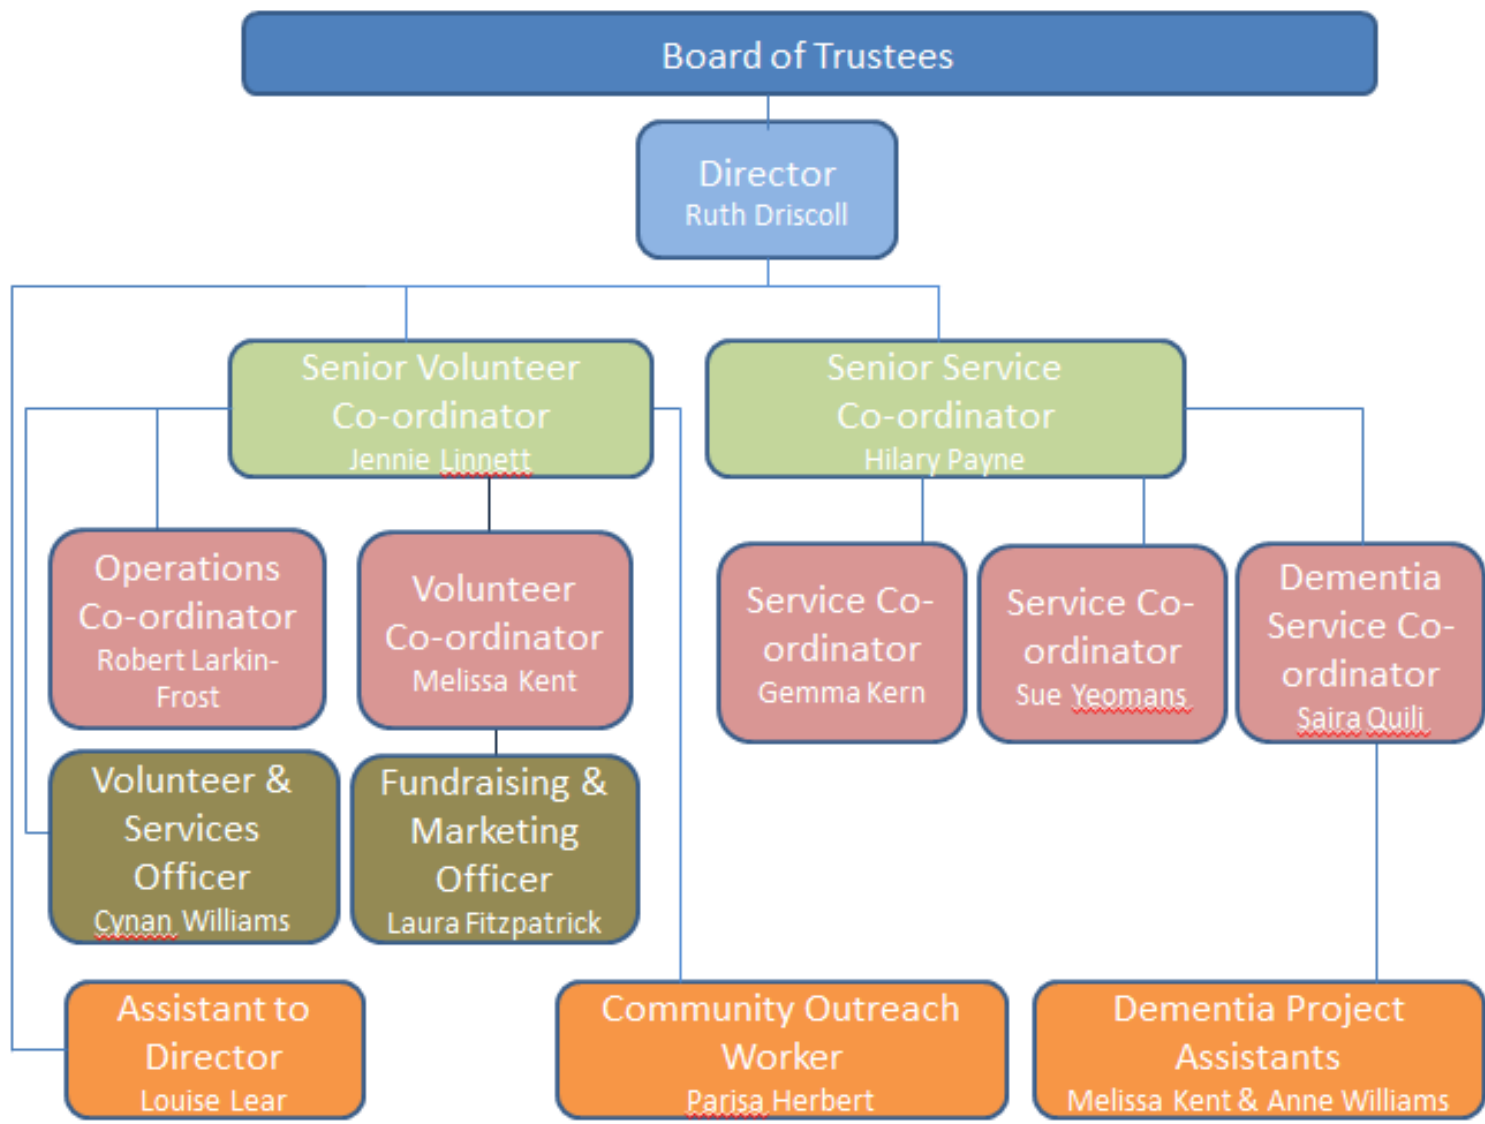 Board of Trustees
Director
Ruth Driscoll
Senior Volunteer
Co-ordinator
Jennie Linnett
Senior Service
Co-ordinator
Hilary Payne
Operations
Co-ordinator
Robert Larkin-
Frost
Volunteer
Co-ordinator
Melissa Kent
Service Co-
ordinator
Gemma Kern
Service Co-
ordinator
Sue Yeomans
Dementia
Service Co-
ordinator
Saira Quili
Volunteer &
Services
Officer
Cynan Williams
Fundraising &
Marketing
Officer
Laura Fitzpatrick
Assistant to
Director
Louise Lear
Community Outreach
Worker
Parisa Herbert
Dementia Project
Assistants
Melissa Kent & Anne Williams